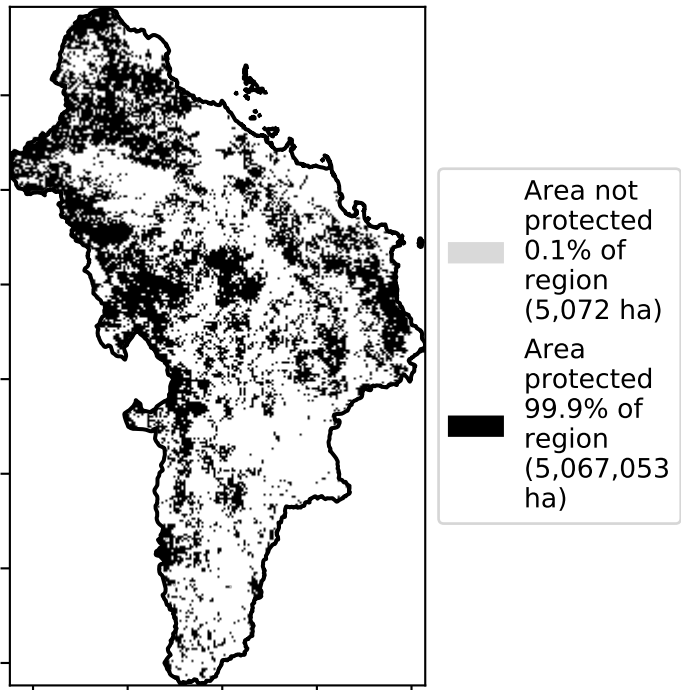 Area not
protected
0.1% of
region
(5,072 ha)
Area
protected
99.9% of
region
(5,067,053
ha)